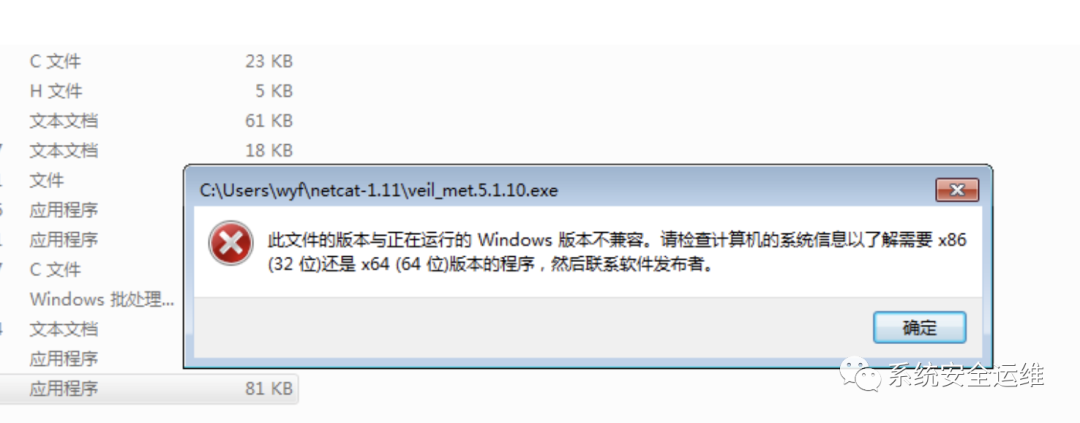 C 文件 23 KB
H 文件 5 KB
文本文档 61 KB
文本文档 18 KB
文件
应用程序
应用程序
C 文件
Windows 批处理...
文本文档
应用程序
应用程序 81 KB
C:\Users\wyf\netcat-1.11\veil_met.5.1.10.exe
此文件的版本与正在运行的 Windows 版本不兼容。请检查计算机的系统信息以了解需要 x86
(32 位)还是 x64 (64 位)版本的程序，然后联系软件发布者。
确定
系统安全运维